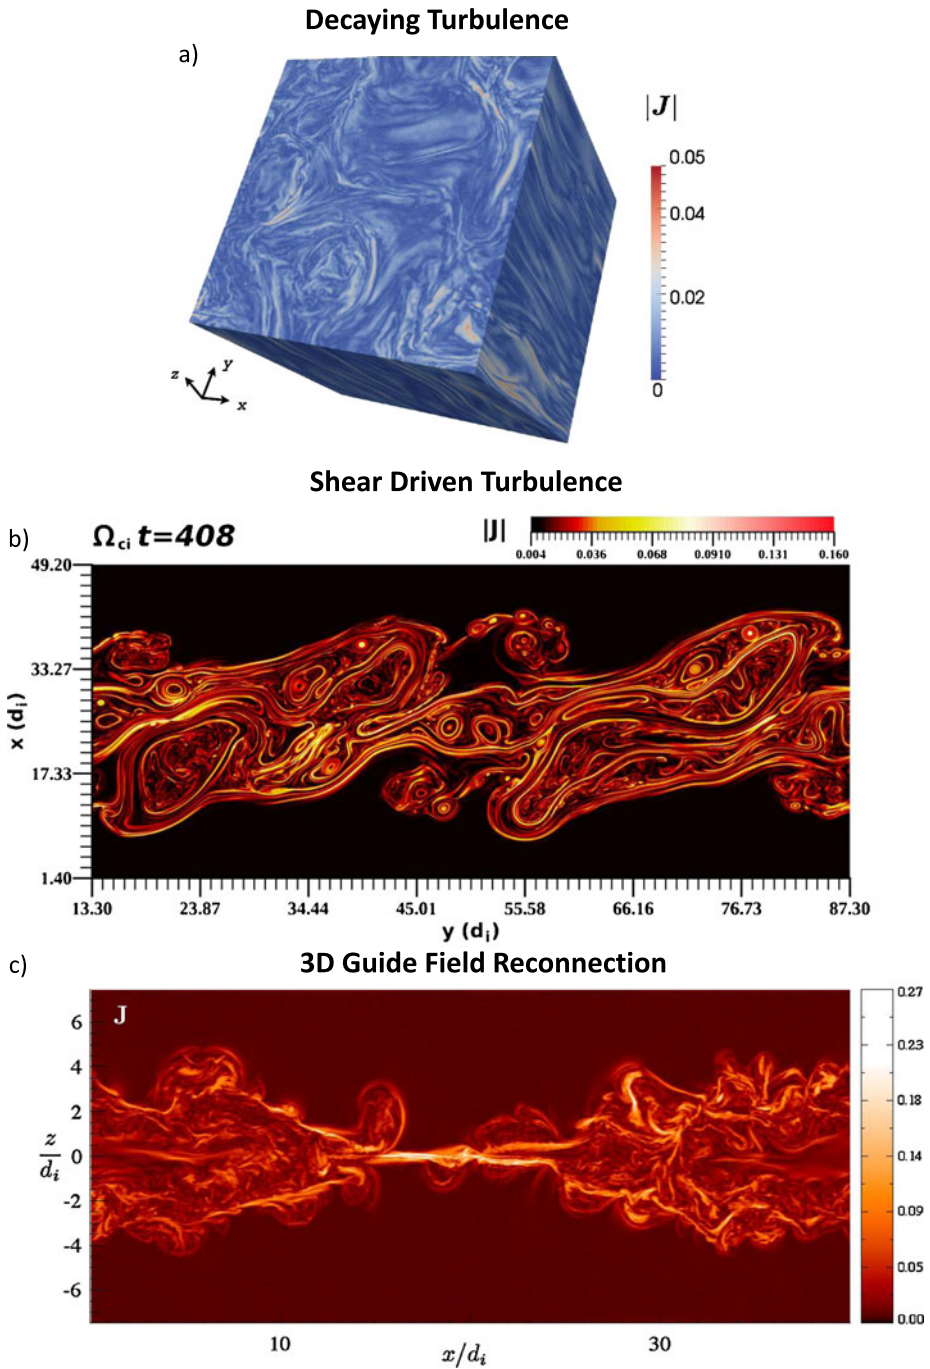 Decaying Turbulence
a)
|J|
0.05
0.04
0.02
0
z
y
x
Shear Driven Turbulence
b)
Ωci t=408
|J|
0.004 0.036 0.068 0.0910 0.131 0.160
49.20
33.27
17.33
1.40
x (di)
13.30 23.87 34.44 45.01 55.58 66.16 76.73 87.30
y (di)
c)
3D Guide Field Reconnection
J
6
4
2
0
-2
-4
-6
z/di
10 30
x/di
0.27
0.23
0.18
0.14
0.09
0.05
0.00